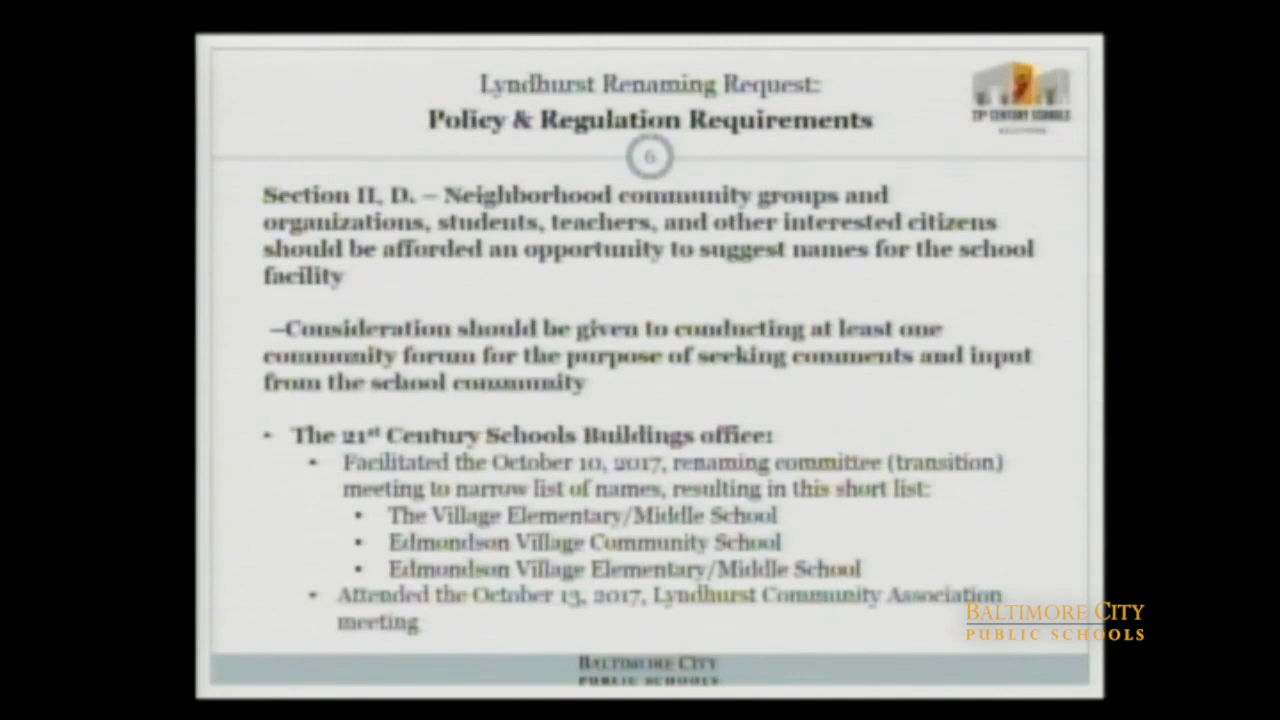 Lyndhurst Renaming Request:
Policy & Regulation Requirements
21st CENTURY SCHOOLS
6
Section II, D. – Neighborhood community groups and
organizations, students, teachers, and other interested citizens
should be afforded an opportunity to suggest names for the school
facility
–Consideration should be given to conducting at least one
community forum for the purpose of seeking comments and input
from the school community
• The 21st Century Schools Buildings office:
• Facilitated the October 10, 2017, renaming committee (transition)
meeting to narrow list of names, resulting in this short list:
• The Village Elementary/Middle School
• Edmondson Village Community School
• Edmondson Village Elementary/Middle School
• Attended the October 13, 2017, Lyndhurst Community Association
meeting
BALTIMORE CITY
PUBLIC SCHOOLS
BALTIMORE CITY
PUBLIC SCHOOLS